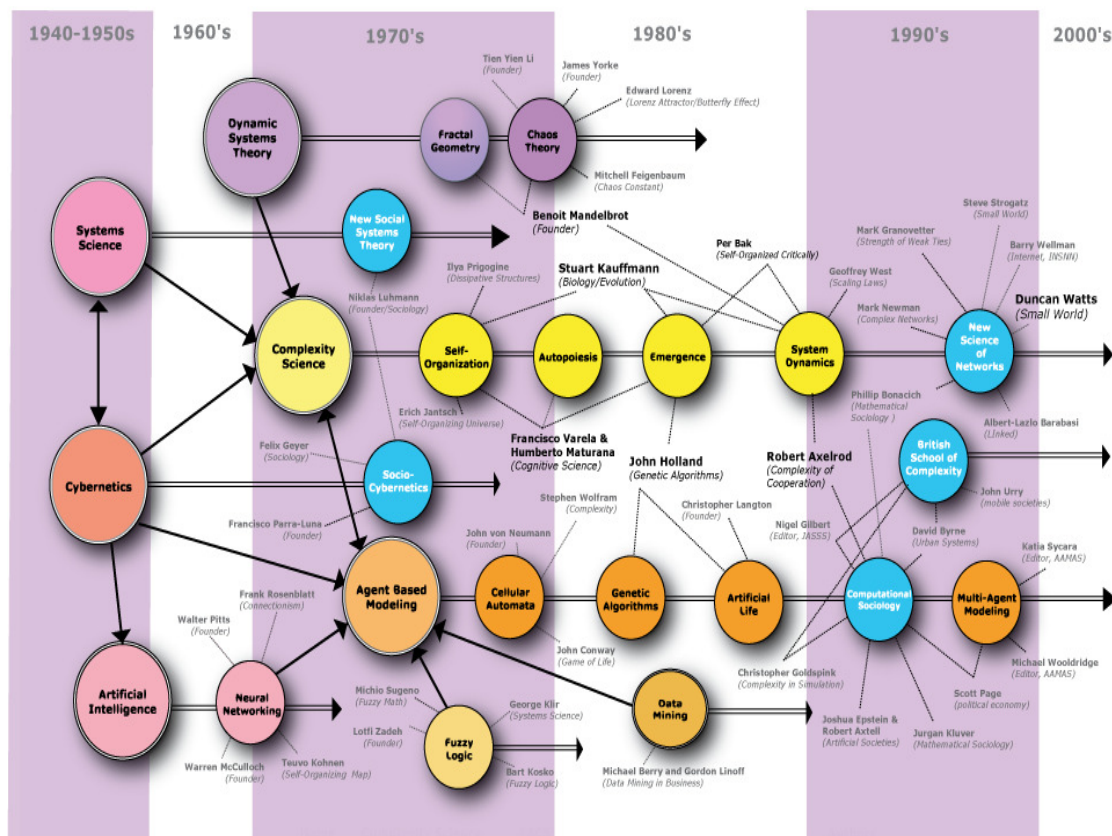 1940-1950s
1960's
1970's
1980's
1990's
2000's
Tien Yien Li
(Founder)
James Yorke
(Founder)
Edward Lorenz
(Lorenz Attractor/Butterfly Effect)
Dynamic
Systems
Theory
Fractal
Geometry
Chaos
Theory
Mitchell Feigenbaum
(Chaos Constant)
Benoit Mandelbrot
(Founder)
Systems
Science
New Social
Systems
Theory
Steve Strogatz
(Small World)
MarK Granovetter
(Strength of Weak Ties)
Barry Wellman
(Internet, INSNN)
Per Bak
(Self-Organized Critically)
Ilya Prigogine
(Dissipative Structures)
Stuart Kauffmann
(Biology/Evolution)
Geoffrey West
(Scaling Laws)
Duncan Watts
(Small World)
Niklas Luhmann
(Founder/Sociology)
Mark Newman
(Complex Networks)
Complexity
Science
Self-
Organization
Autopoiesis
Emergence
System
Dynamics
New
Science of
Networks
Erich Jantsch
(Self-Organizing Universe)
Phillip Bonacich
(Mathematical
Sociology )
Albert-Lazlo Barabasi
(LInked)
Felix Geyer
(Sociology)
Francisco Varela &
Humberto Maturana
(Cognitive Science)
John Holland
(Genetic Algorithms)
Robert Axelrod
(Complexity of
Cooperation)
British
School of
Complexity
Cybernetics
Socio-
Cybernetics
Stephen Wolfram
(Complexity)
Christopher Langton
(Founder)
John Urry
(mobile societies)
Francisco Parra-Luna
(Founder)
John von Neumann
(Founder)
Nigel Gilbert
(Editor, IASSS)
David Byrne
(Urban Systems)
Katia Sycara
(Editor, AAMAS)
Frank Rosenblatt
(Connectionism)
Agent Based
Modeling
Cellular
Automata
Genetic
Algorithms
Artificial
Life
Computational
Sociology
Multi-Agent
Modeling
Walter Pitts
(Founder)
John Conway
(Game of Life)
Christopher Goldspink
(Complexity in Simulation)
Michael Wooldridge
(Editor, AAMAS)
Artificial
Intelligence
Neural
Networking
Michio Sugeno
(Fuzzy Math)
George Klir
(Systems Science)
Data
Mining
Scott Page
(political economy)
Lotfi Zadeh
(Founder)
Fuzzy
Logic
Joshua Epstein &
Robert Axtell
(Artificial Societies)
Jurgan Kluver
(Mathematical Sociology)
Warren McCulloch
(Founder)
Teuvo Kohnen
(Self-Organizing Map)
Bart Kosko
(Fuzzy Logic)
Michael Berry and Gordon Linoff
(Data Mining in Business)